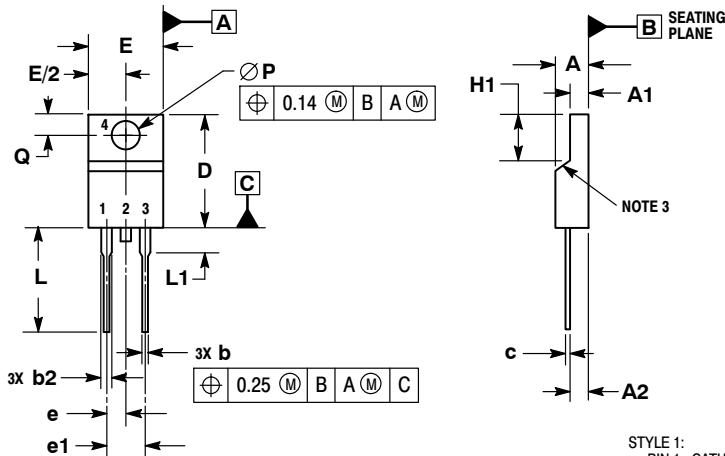 A
E
E/2
Ø P
⌖ 0.14 Ⓜ B A Ⓜ
4
Q
D
C
1 2 3
L
L1
3X b
3X b2
⌖ 0.25 Ⓜ B A Ⓜ C
e
e1
B SEATING
PLANE
A
H1
A1
NOTE 3
c
A2
STYLE 1: